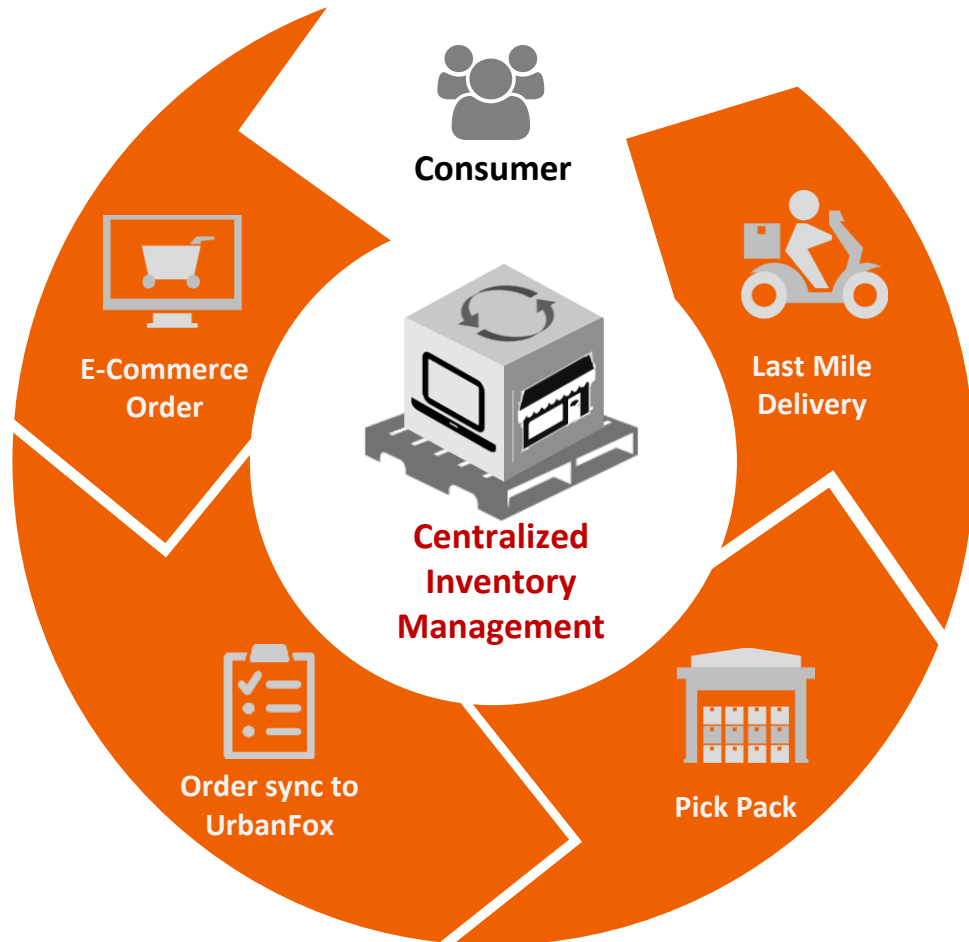 Consumer
E-Commerce
Order
Last Mile
Delivery
Centralized
Inventory
Management
Order sync to
UrbanFox
Pick Pack